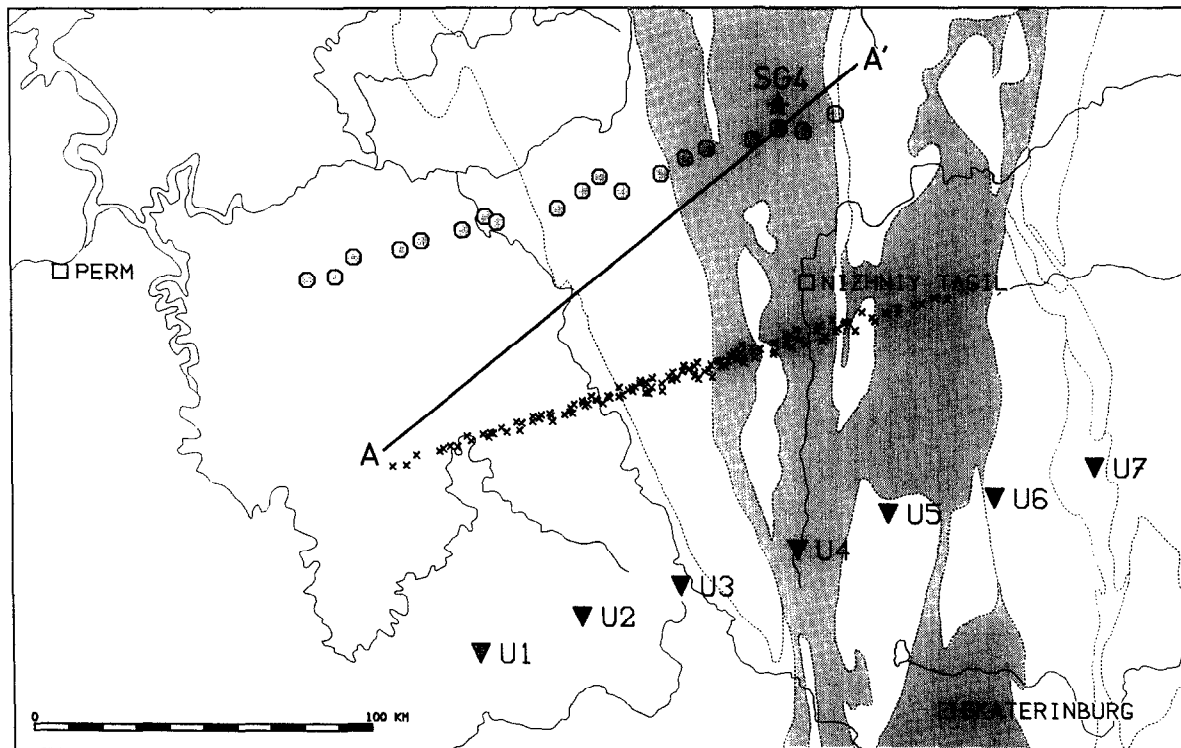 A'
SG4
PERM
NIZHNIY TAGIL
A
U7
U6
U5
U4
U3
U2
U1
0
100 KM
EKATERINBURG